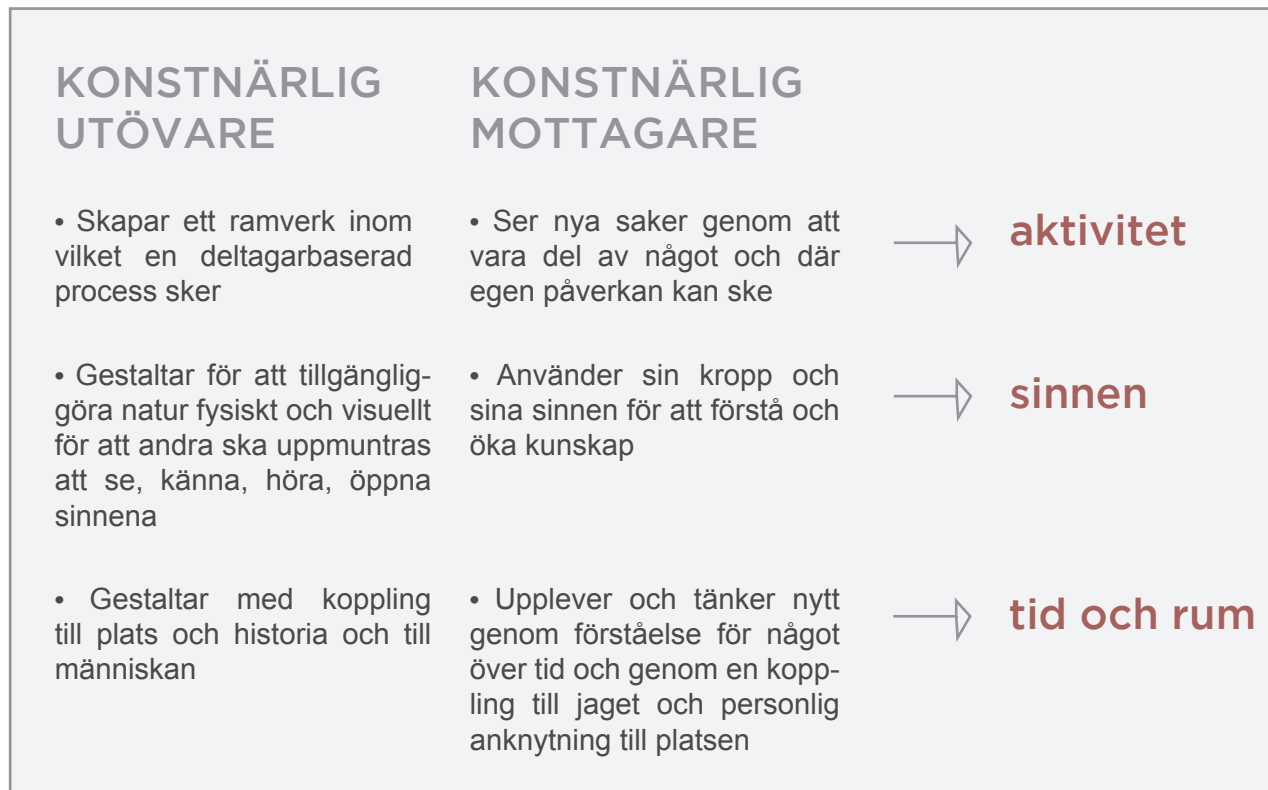 KONSTNÄRLIG
UTÖVARE
KONSTNÄRLIG
MOTTAGARE
• Skapar ett ramverk inom
vilket en deltagarbaserad
process sker
• Ser nya saker genom att
vara del av något och där
egen påverkan kan ske
aktivitet
• Gestaltar för att tillgänglig-
göra natur fysiskt och visuellt
för att andra ska uppmuntras
att se, känna, höra, öppna
sinnena
• Använder sin kropp och
sina sinnen för att förstå och
öka kunskap
sinnen
• Gestaltar med koppling
till plats och historia och till
människan
• Upplever och tänker nytt
genom förståelse för något
över tid och genom en kopp-
ling till jaget och personlig
anknytning till platsen
tid och rum